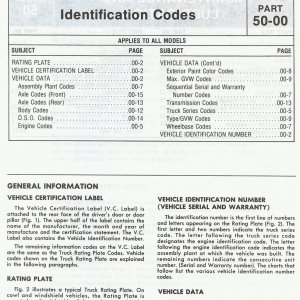 Identification Codes
PART
50-00
APPLIES TO ALL MODELS
SUBJECT PAGE
RATING PLATE .00-2
VEHICLE CERTIFICATION LABEL .00-2
VEHICLE DATA .00-2
Assembly Plant Codes .00-7
Axle Codes (Front) .00-15
Axle Codes (Rear) .00-13
Body Codes .00-12
D.S.O. Codes .00-14
Engine Codes .00-5
SUBJECT PAGE
VEHICLE DATA (Cont'd)
Exterior Paint Color Codes .00-8
Max. GVW Codes .00-9
Sequential Serial and Warranty
Number Codes .00-7
Transmission Codes .00-13
Truck Series Codes .00-5
Type/GVW Codes .00-9
Wheelbase Codes .00-7
VEHICLE IDENTIFICATION NUMBER .00-2
GENERAL INFORMATION
VEHICLE CERTIFICATION LABEL
The Vehicle Certification Label (V.C. Label) is
attached to the rear face of the driver's door or door
pillar (Fig. 1). The upper half of the label contains the
name of the manufacturer, the month and year of
manufacture and the certification statement. The V.C.
Label also contains the Vehicle Identification Number.
The remaining information codes on the V.C. Label
are the same as the Truck Rating Plate Codes. Vehicle
codes shown on the Truck Rating Plate are explained
in the following paragraphs.
RATING PLATE
Fig. 2 illustrates a typical Truck Rating Plate. On
cowl and windshield vehicles, the Rating Plate is
VEHICLE IDENTIFICATION NUMBER
(VEHICLE SERIAL AND WARRANTY)
The identification number is the first line of numbers
and letters appearing on the Rating Plate (Fig. 2). The
first letter and two numbers indicate the truck series
code. The letter following the truck series code
designates the engine identification code. The letter
following the engine identification code indicates the
assembly plant at which the vehicle was built. The
remaining numbers indicate the consecutive unit
number. (Serial and Warranty number). The charts that
follow list the various vehicle identification number
codes.
VEHICLE DATA